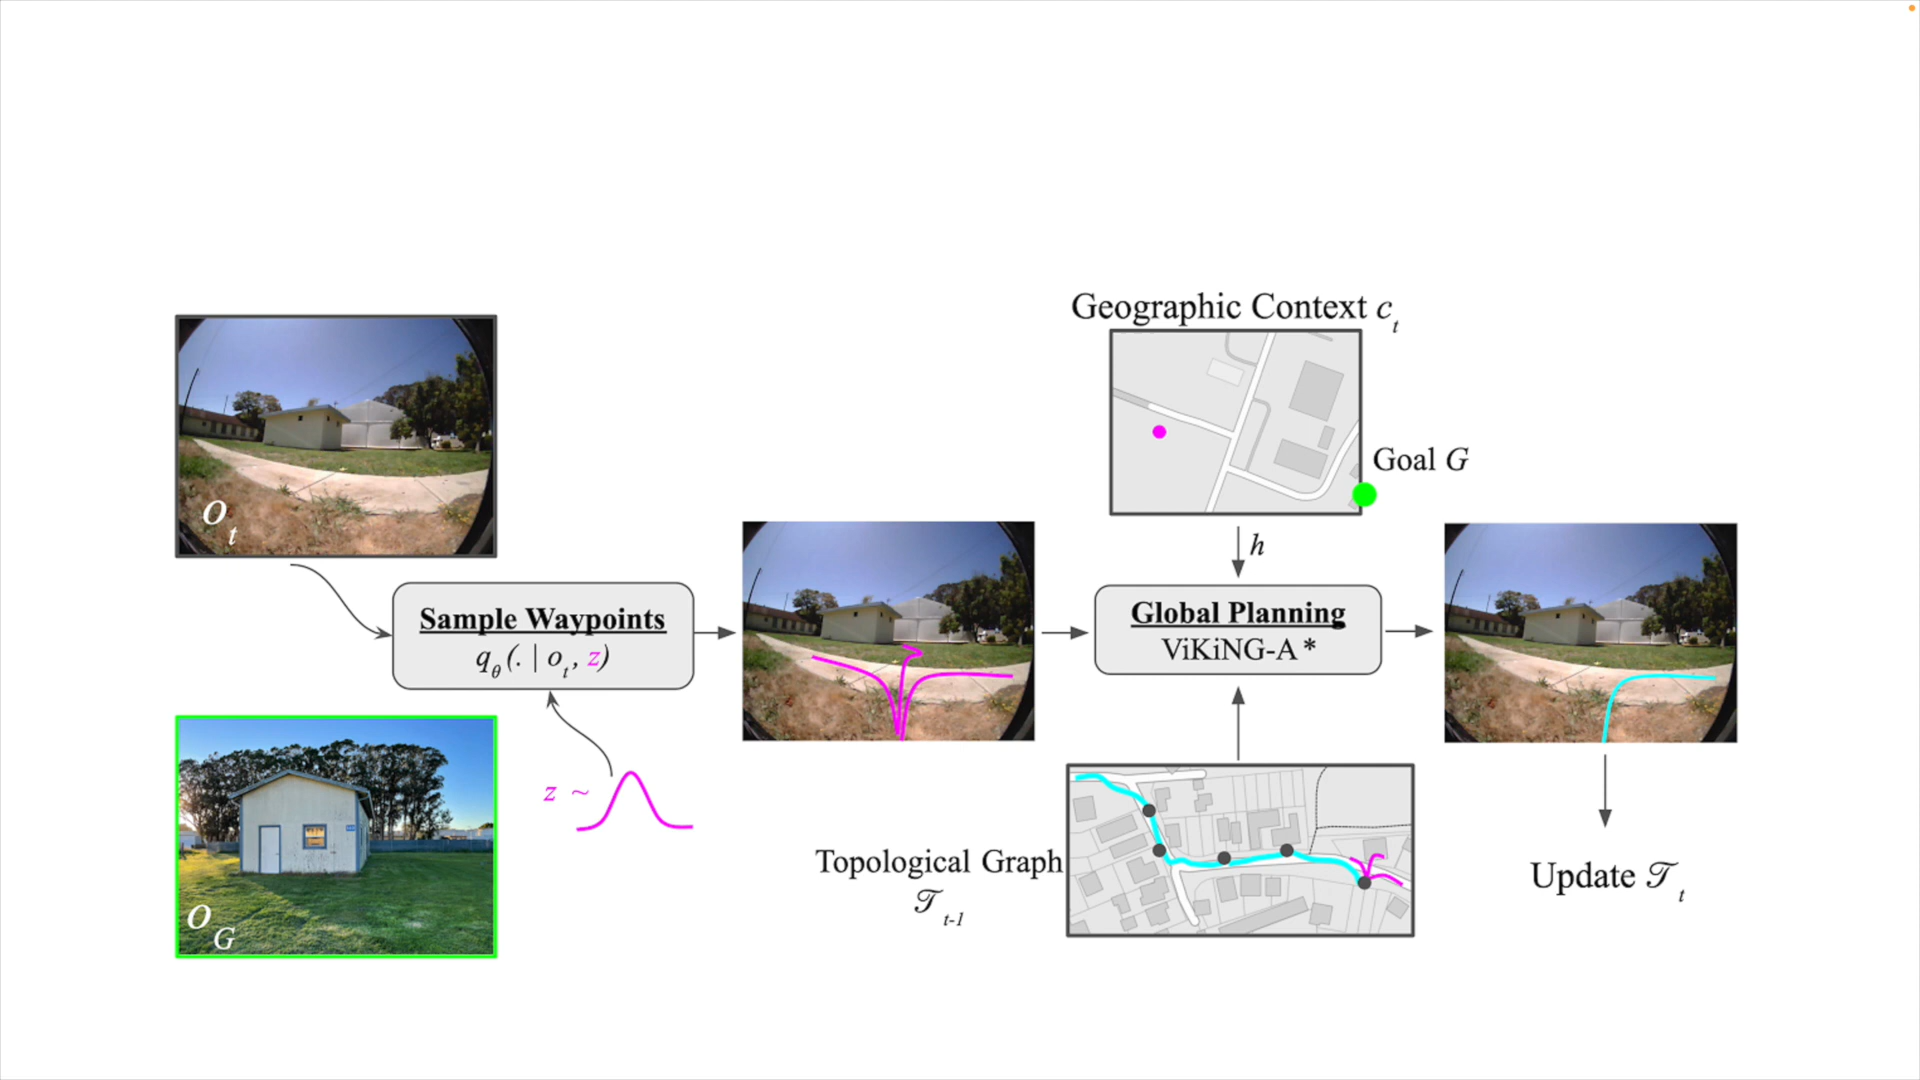 Geographic Context c_t
Goal G
h
o_t
Sample Waypoints
q_θ(. | o_t, z)
Global Planning
ViKiNG-A*
z ~
Topological Graph
𝒯_t-1
Update 𝒯_t
o_G